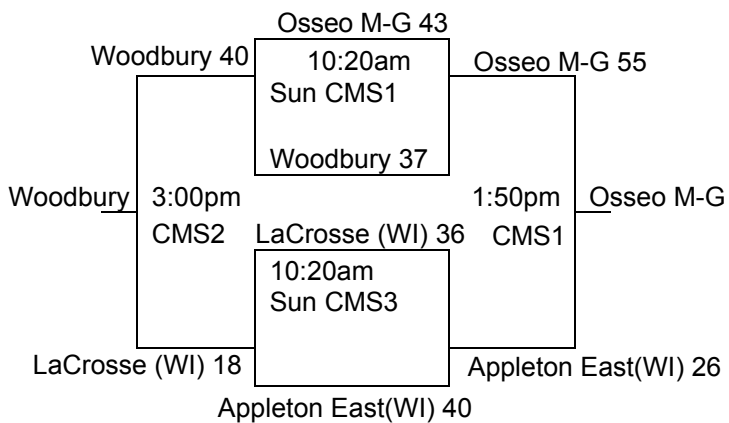 Osseo M-G 43
Woodbury 40
10:20am
Osseo M-G 55
Sun CMS1
Woodbury 37
Woodbury
3:00pm
1:50pm
Osseo M-G
CMS2
LaCrosse (WI) 36
CMS1
10:20am
Sun CMS3
LaCrosse (WI) 18
Appleton East(WI) 26
Appleton East(WI) 40